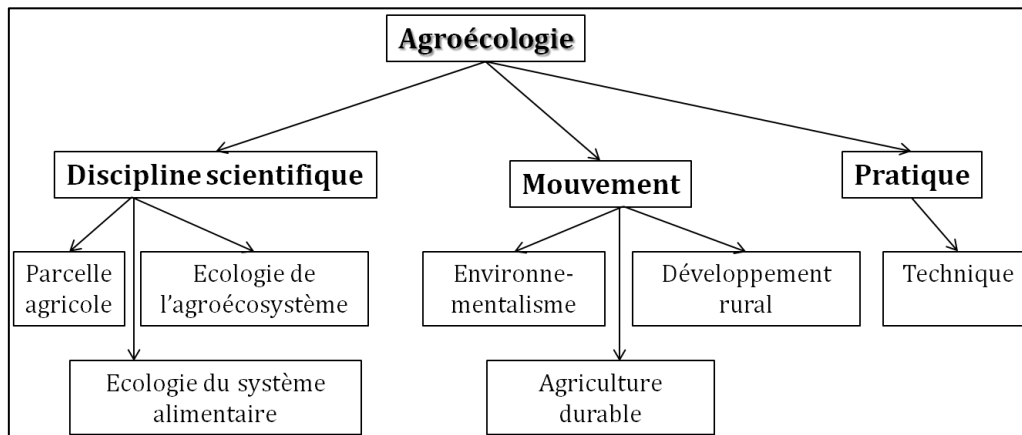 Agroécologie
Discipline scientifique
Mouvement
Pratique
Parcelle
agricole
Ecologie de
l'agroécosystème
Environne-
mentalisme
Développement
rural
Technique
Ecologie du système
alimentaire
Agriculture
durable